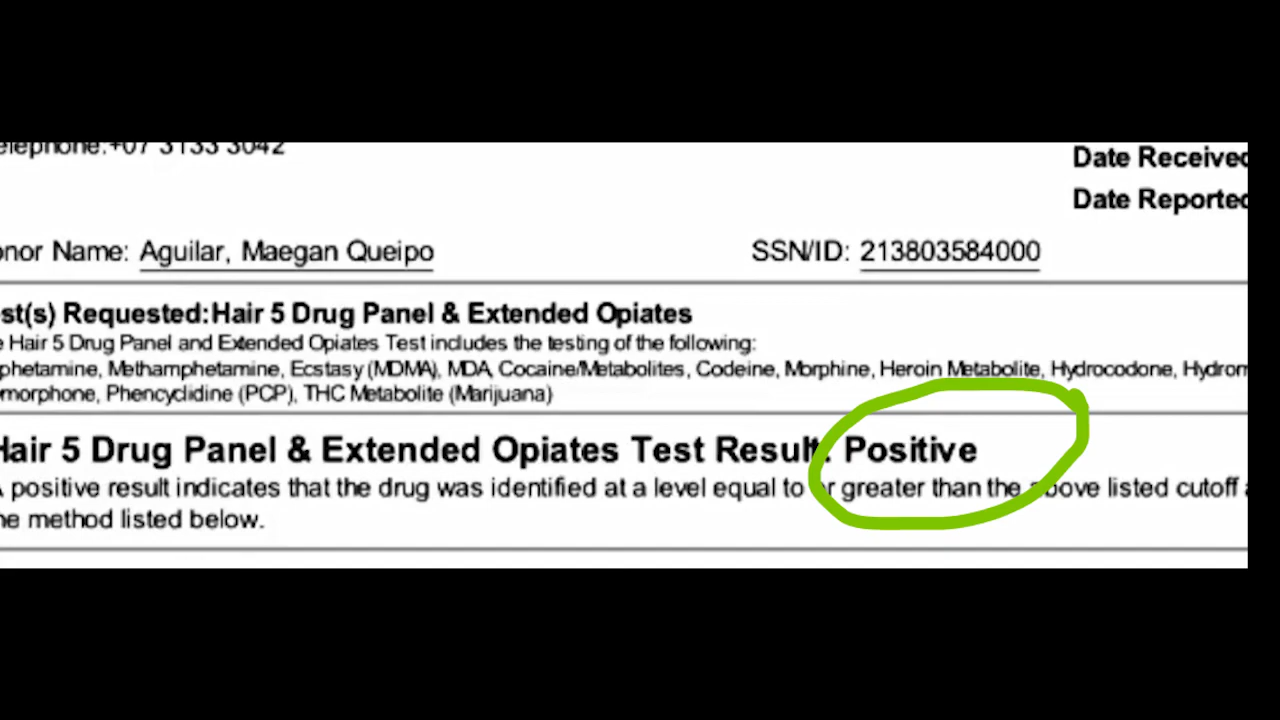 elephone:+07 3133 3042
Date Received
Date Reported
onor Name: Aguilar, Maegan Queipo SSN/ID: 213803584000
st(s) Requested:Hair 5 Drug Panel & Extended Opiates
e Hair 5 Drug Panel and Extended Opiates Test includes the testing of the following:
phetamine, Methamphetamine, Ecstasy (MDMA), MDA, Cocaine/Metabolites, Codeine, Morphine, Heroin Metabolite, Hydrocodone, Hydrom
morphone, Phencyclidine (PCP), THC Metabolite (Marijuana)
Hair 5 Drug Panel & Extended Opiates Test Result: Positive
A positive result indicates that the drug was identified at a level equal to or greater than the above listed cutoff a
he method listed below.